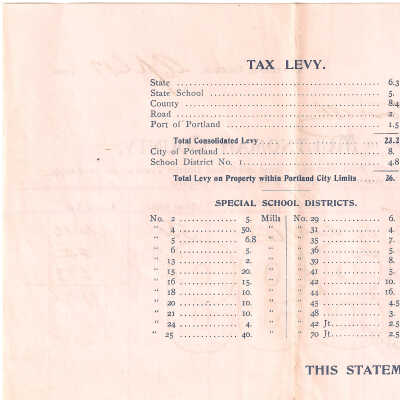 TAX LEVY.
State ........ 6.3
State School ........ 5.
County ........ 8.4
Road ........ 2.
Port of Portland ........ 1.5
Total Consolidated Levy ........ 23.2
City of Portland ........ 8.
School District No. 1 ........ 4.8
Total Levy on Property within Portland City Limits ..... 36.
SPECIAL SCHOOL DISTRICTS.
No. 2 ........ 5. Mills No. 29 ........ 6.
" 4 ........ 50. " " 31 ........ 4.
" 5 ........ 6.8 " " 35 ........ 7.
" 6 ........ 5. " " 36 ........ 5.
" 13 ........ 2. " " 39 ........ 8.
" 15 ........ 20. " " 41 ........ 5.
" 16 ........ 15. " " 42 ........ 10.
" 18 ........ 10. " " 44 ........ 16.
" 20 ........ 10. " " 45 ........ 4.5
" 21 ........ 10. " " 48 ........ 3.
" 24 ........ 4. " " 42 Jt. ........ 2.5
" 25 ........ 40. " " 70 Jt. ........ 2.5
THIS STATEM